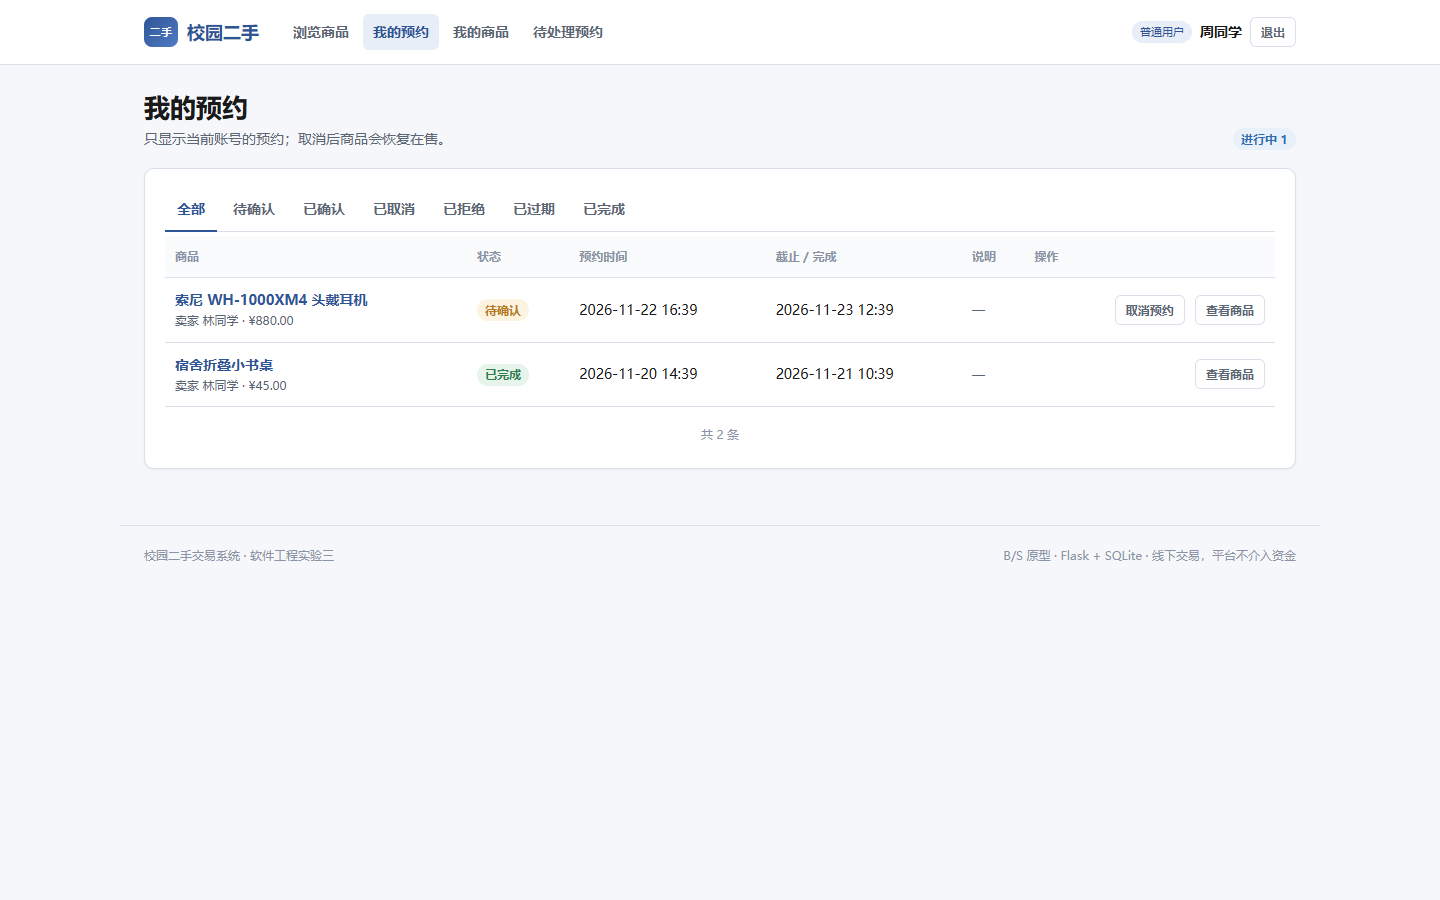 二手 校园二手 浏览商品 我的预约 我的商品 待处理预约 普通用户 周同学 退出
我的预约
只显示当前账号的预约；取消后商品会恢复在售。 进行中 1
全部 待确认 已确认 已取消 已拒绝 已过期 已完成
商品 状态 预约时间 截止 / 完成 说明 操作
索尼 WH-1000XM4 头戴耳机
卖家 林同学 · ¥880.00
待确认 2026-11-22 16:39 2026-11-23 12:39 — 取消预约 查看商品
宿舍折叠小书桌
卖家 林同学 · ¥45.00
已完成 2026-11-20 14:39 2026-11-21 10:39 — 查看商品
共 2 条
校园二手交易系统 · 软件工程实验三 B/S 原型 · Flask + SQLite · 线下交易，平台不介入资金